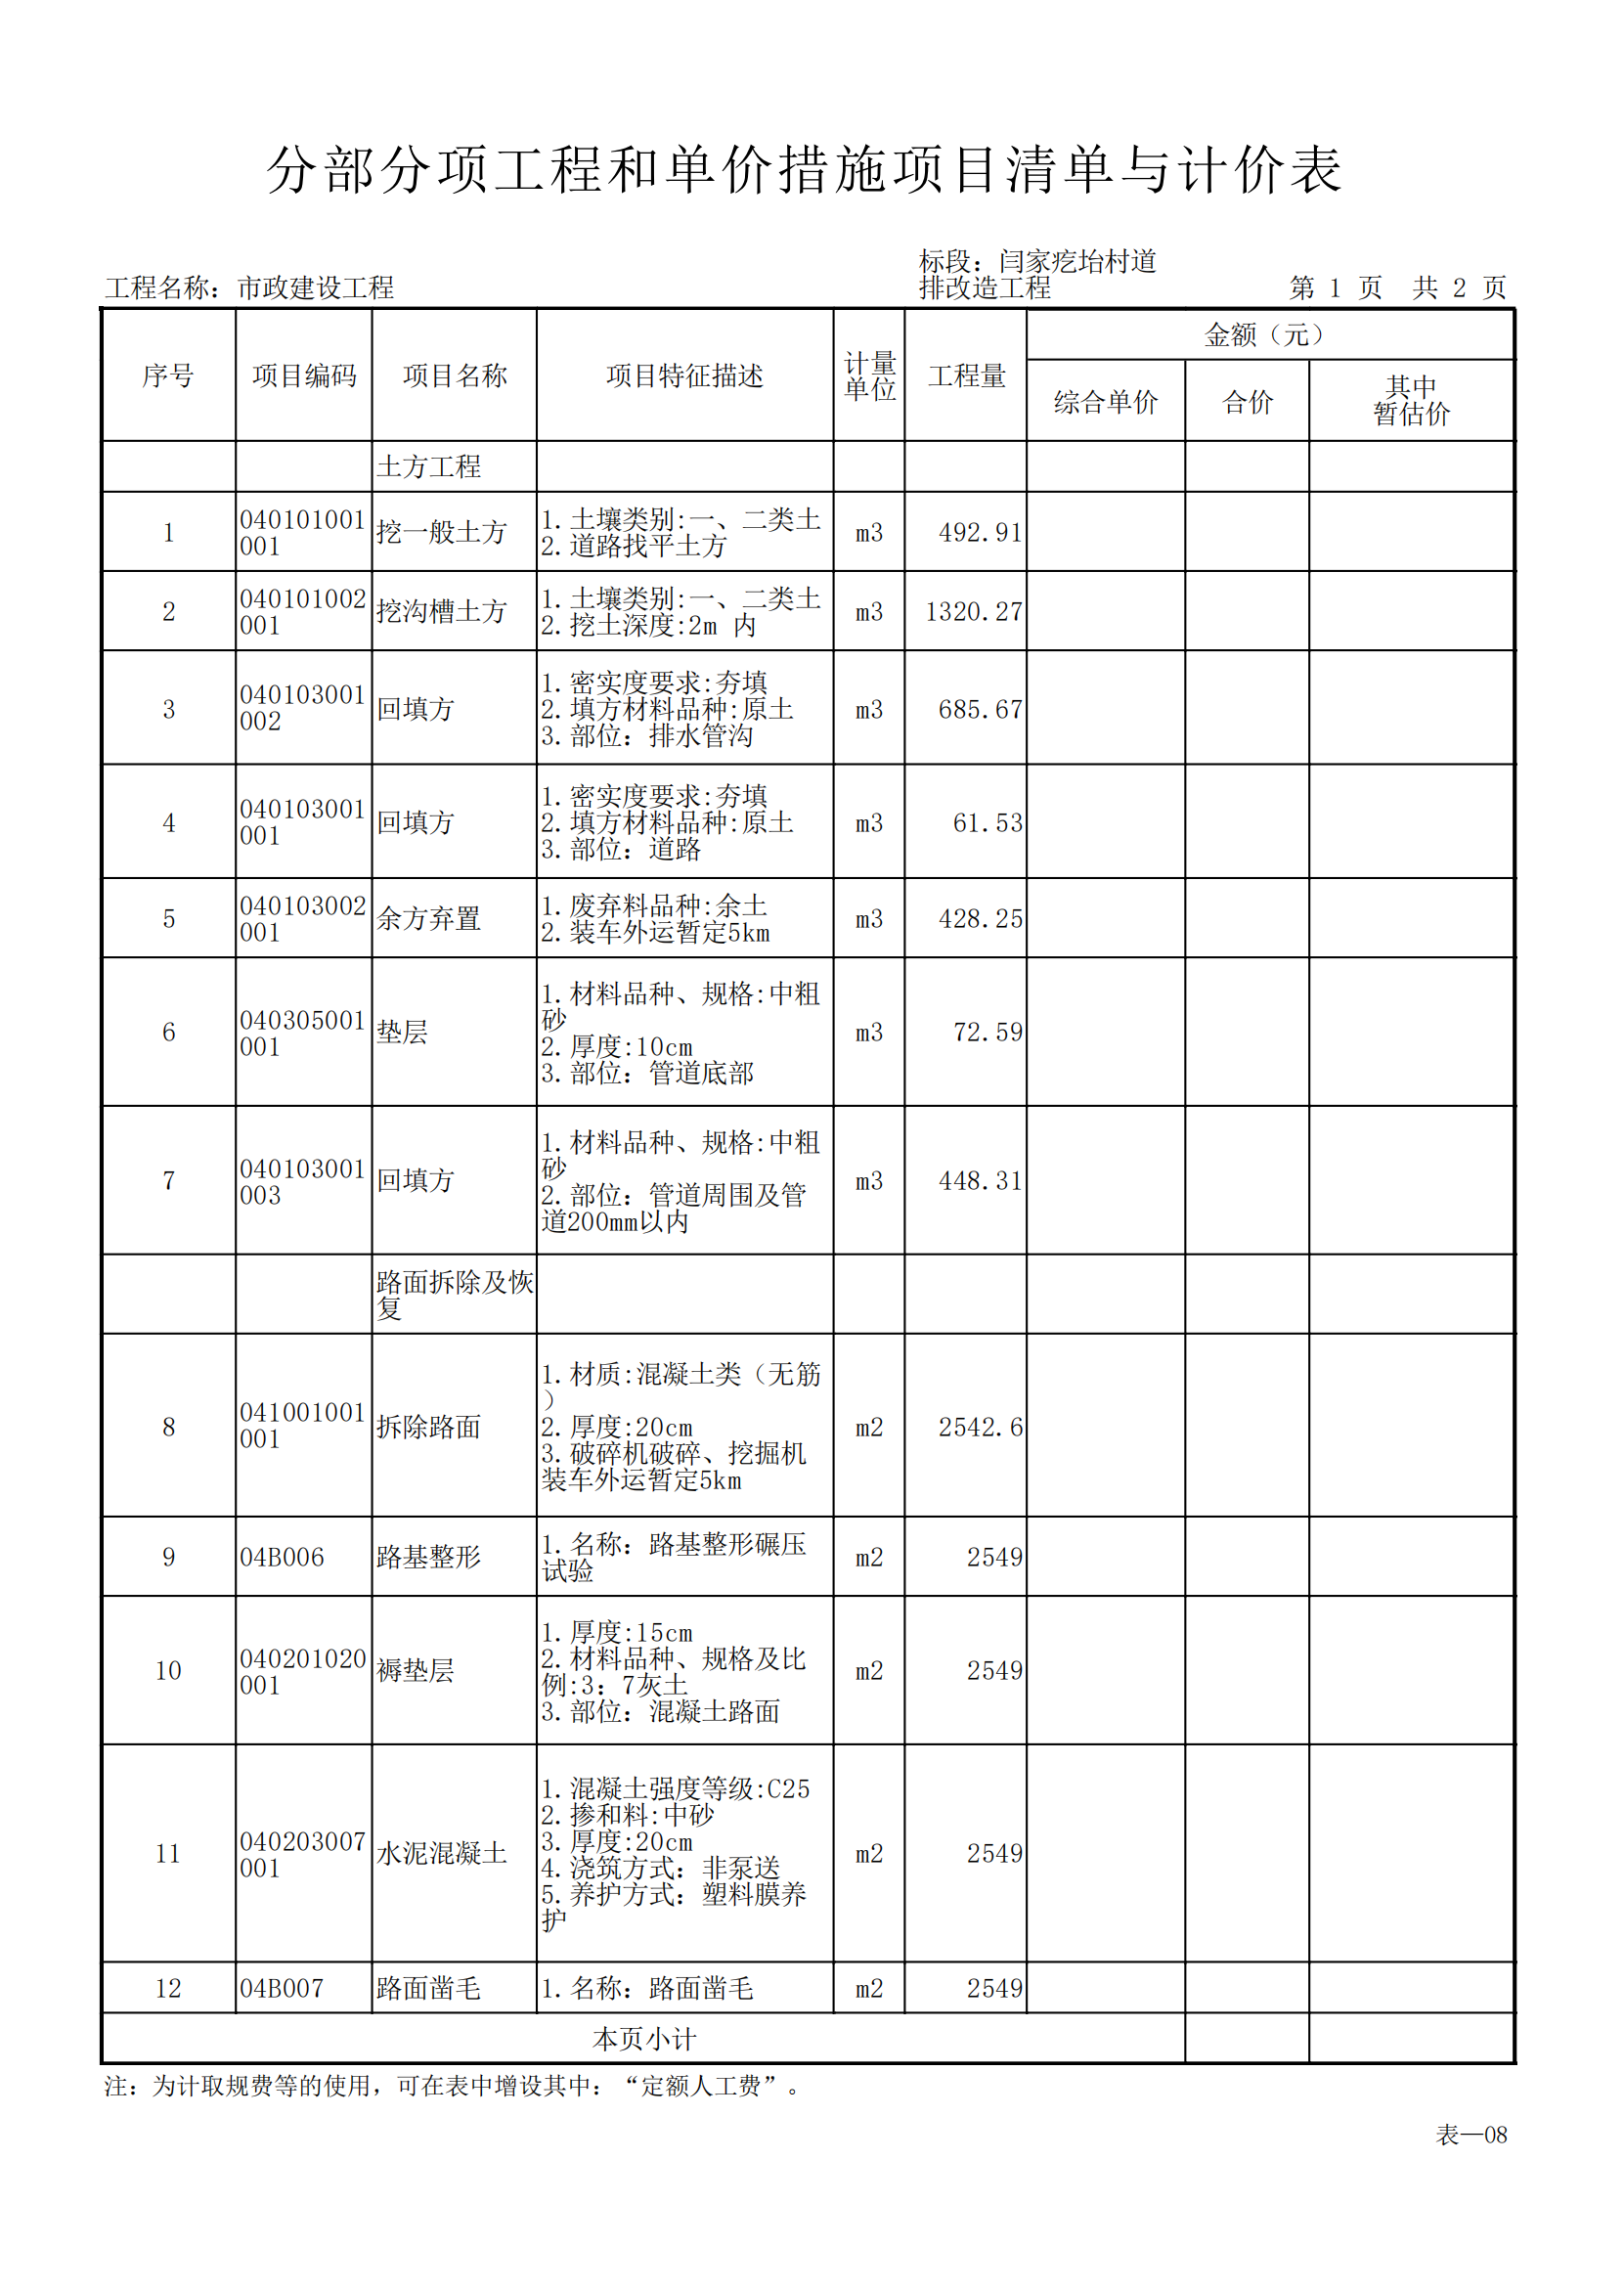 分部分项工程和单价措施项目清单与计价表
工程名称：市政建设工程
标段：闫家疙坮村道
排改造工程
第 1 页 共 2 页
序号 项目编码 项目名称 项目特征描述 计量
单位 工程量 金额（元）
综合单价 合价 其中
暂估价
土方工程
1 040101001
001 挖一般土方 1.土壤类别:一、二类土
2.道路找平土方 m3 492.91
2 040101002
001 挖沟槽土方 1.土壤类别:一、二类土
2.挖土深度:2m 内 m3 1320.27
3 040103001
002 回填方 1.密实度要求:夯填
2.填方材料品种:原土
3.部位：排水管沟 m3 685.67
4 040103001
001 回填方 1.密实度要求:夯填
2.填方材料品种:原土
3.部位：道路 m3 61.53
5 040103002
001 余方弃置 1.废弃料品种:余土
2.装车外运暂定5km m3 428.25
6 040305001
001 垫层 1.材料品种、规格:中粗
砂
2.厚度:10cm
3.部位：管道底部 m3 72.59
7 040103001
003 回填方 1.材料品种、规格:中粗
砂
2.部位：管道周围及管
道200mm以内 m3 448.31
路面拆除及恢
复
8 041001001
001 拆除路面 1.材质:混凝土类（无筋
）
2.厚度:20cm
3.破碎机破碎、挖掘机
装车外运暂定5km m2 2542.6
9 04B006 路基整形 1.名称：路基整形碾压
试验 m2 2549
10 040201020
001 褥垫层 1.厚度:15cm
2.材料品种、规格及比
例:3：7灰土
3.部位：混凝土路面 m2 2549
11 040203007
001 水泥混凝土 1.混凝土强度等级:C25
2.掺和料:中砂
3.厚度:20cm
4.浇筑方式：非泵送
5.养护方式：塑料膜养
护 m2 2549
12 04B007 路面凿毛 1.名称：路面凿毛 m2 2549
本页小计
注：为计取规费等的使用，可在表中增设其中：“定额人工费”。
表—08